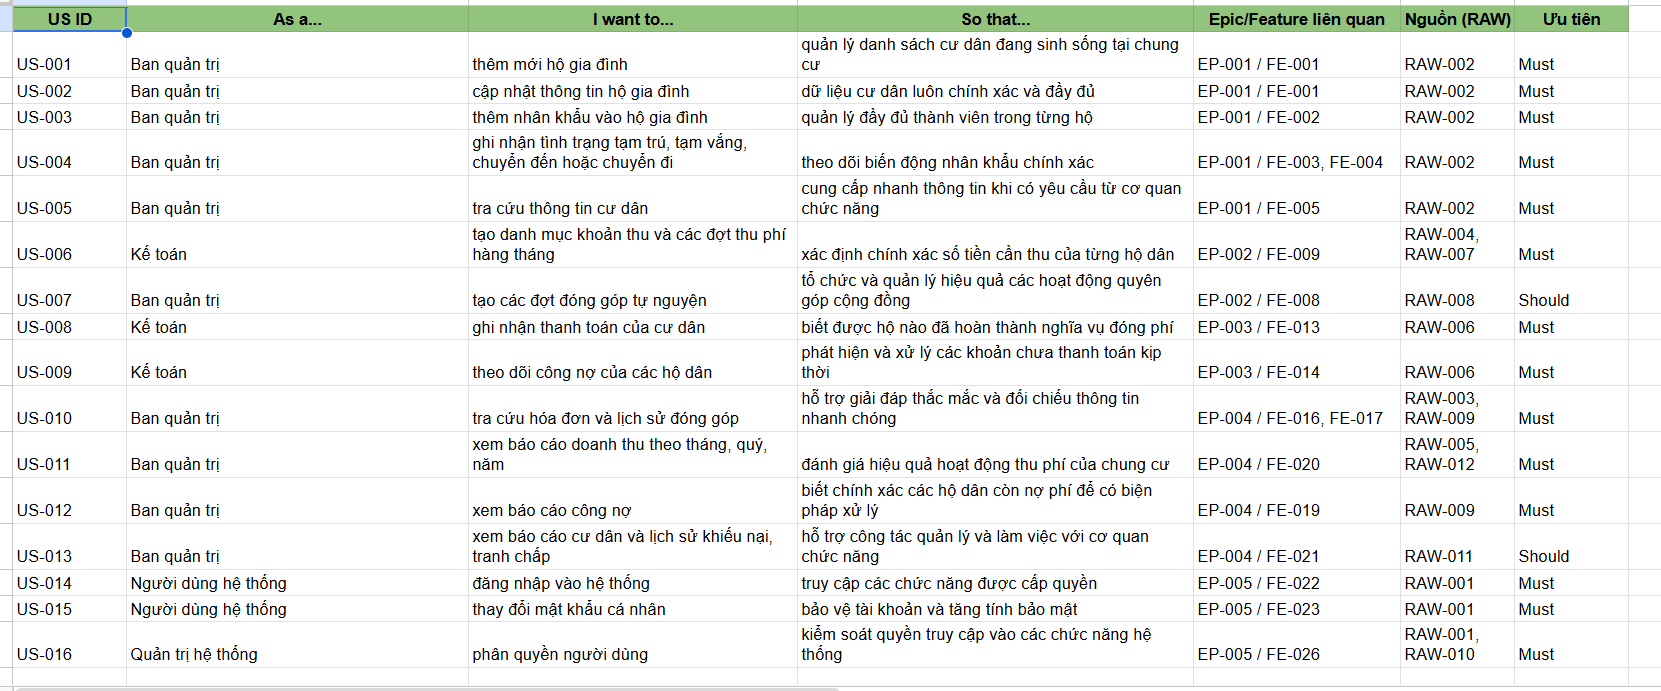 US ID As a... I want to... So that... Epic/Feature liên quan Nguồn (RAW) Ưu tiên
US-001 Ban quản trị thêm mới hộ gia đình quản lý danh sách cư dân đang sinh sống tại chung cư EP-001 / FE-001 RAW-002 Must
US-002 Ban quản trị cập nhật thông tin hộ gia đình dữ liệu cư dân luôn chính xác và đầy đủ EP-001 / FE-001 RAW-002 Must
US-003 Ban quản trị thêm nhân khẩu vào hộ gia đình quản lý đầy đủ thành viên trong từng hộ EP-001 / FE-002 RAW-002 Must
US-004 Ban quản trị ghi nhận tình trạng tạm trú, tạm vắng, chuyển đến hoặc chuyển đi theo dõi biến động nhân khẩu chính xác EP-001 / FE-003, FE-004 RAW-002 Must
US-005 Ban quản trị tra cứu thông tin cư dân cung cấp nhanh thông tin khi có yêu cầu từ cơ quan chức năng EP-001 / FE-005 RAW-002 Must
US-006 Kế toán tạo danh mục khoản thu và các đợt thu phí hàng tháng xác định chính xác số tiền cần thu của từng hộ dân EP-002 / FE-009 RAW-004, RAW-007 Must
US-007 Ban quản trị tạo các đợt đóng góp tự nguyện tổ chức và quản lý hiệu quả các hoạt động quyên góp cộng đồng EP-002 / FE-008 RAW-008 Should
US-008 Kế toán ghi nhận thanh toán của cư dân biết được hộ nào đã hoàn thành nghĩa vụ đóng phí EP-003 / FE-013 RAW-006 Must
US-009 Kế toán theo dõi công nợ của các hộ dân phát hiện và xử lý các khoản chưa thanh toán kịp thời EP-003 / FE-014 RAW-006 Must
US-010 Ban quản trị tra cứu hóa đơn và lịch sử đóng góp hỗ trợ giải đáp thắc mắc và đối chiếu thông tin nhanh chóng EP-004 / FE-016, FE-017 RAW-003, RAW-009 Must
US-011 Ban quản trị xem báo cáo doanh thu theo tháng, quý, năm đánh giá hiệu quả hoạt động thu phí của chung cư EP-004 / FE-020 RAW-005, RAW-012 Must
US-012 Ban quản trị xem báo cáo công nợ biết chính xác các hộ dân còn nợ phí để có biện pháp xử lý EP-004 / FE-019 RAW-009 Must
US-013 Ban quản trị xem báo cáo cư dân và lịch sử khiếu nại, tranh chấp hỗ trợ công tác quản lý và làm việc với cơ quan chức năng EP-004 / FE-021 RAW-011 Should
US-014 Người dùng hệ thống đăng nhập vào hệ thống truy cập các chức năng được cấp quyền EP-005 / FE-022 RAW-001 Must
US-015 Người dùng hệ thống thay đổi mật khẩu cá nhân bảo vệ tài khoản và tăng tính bảo mật EP-005 / FE-023 RAW-001 Must
US-016 Quản trị hệ thống phân quyền người dùng kiểm soát quyền truy cập vào các chức năng hệ thống EP-005 / FE-026 RAW-001, RAW-010 Must